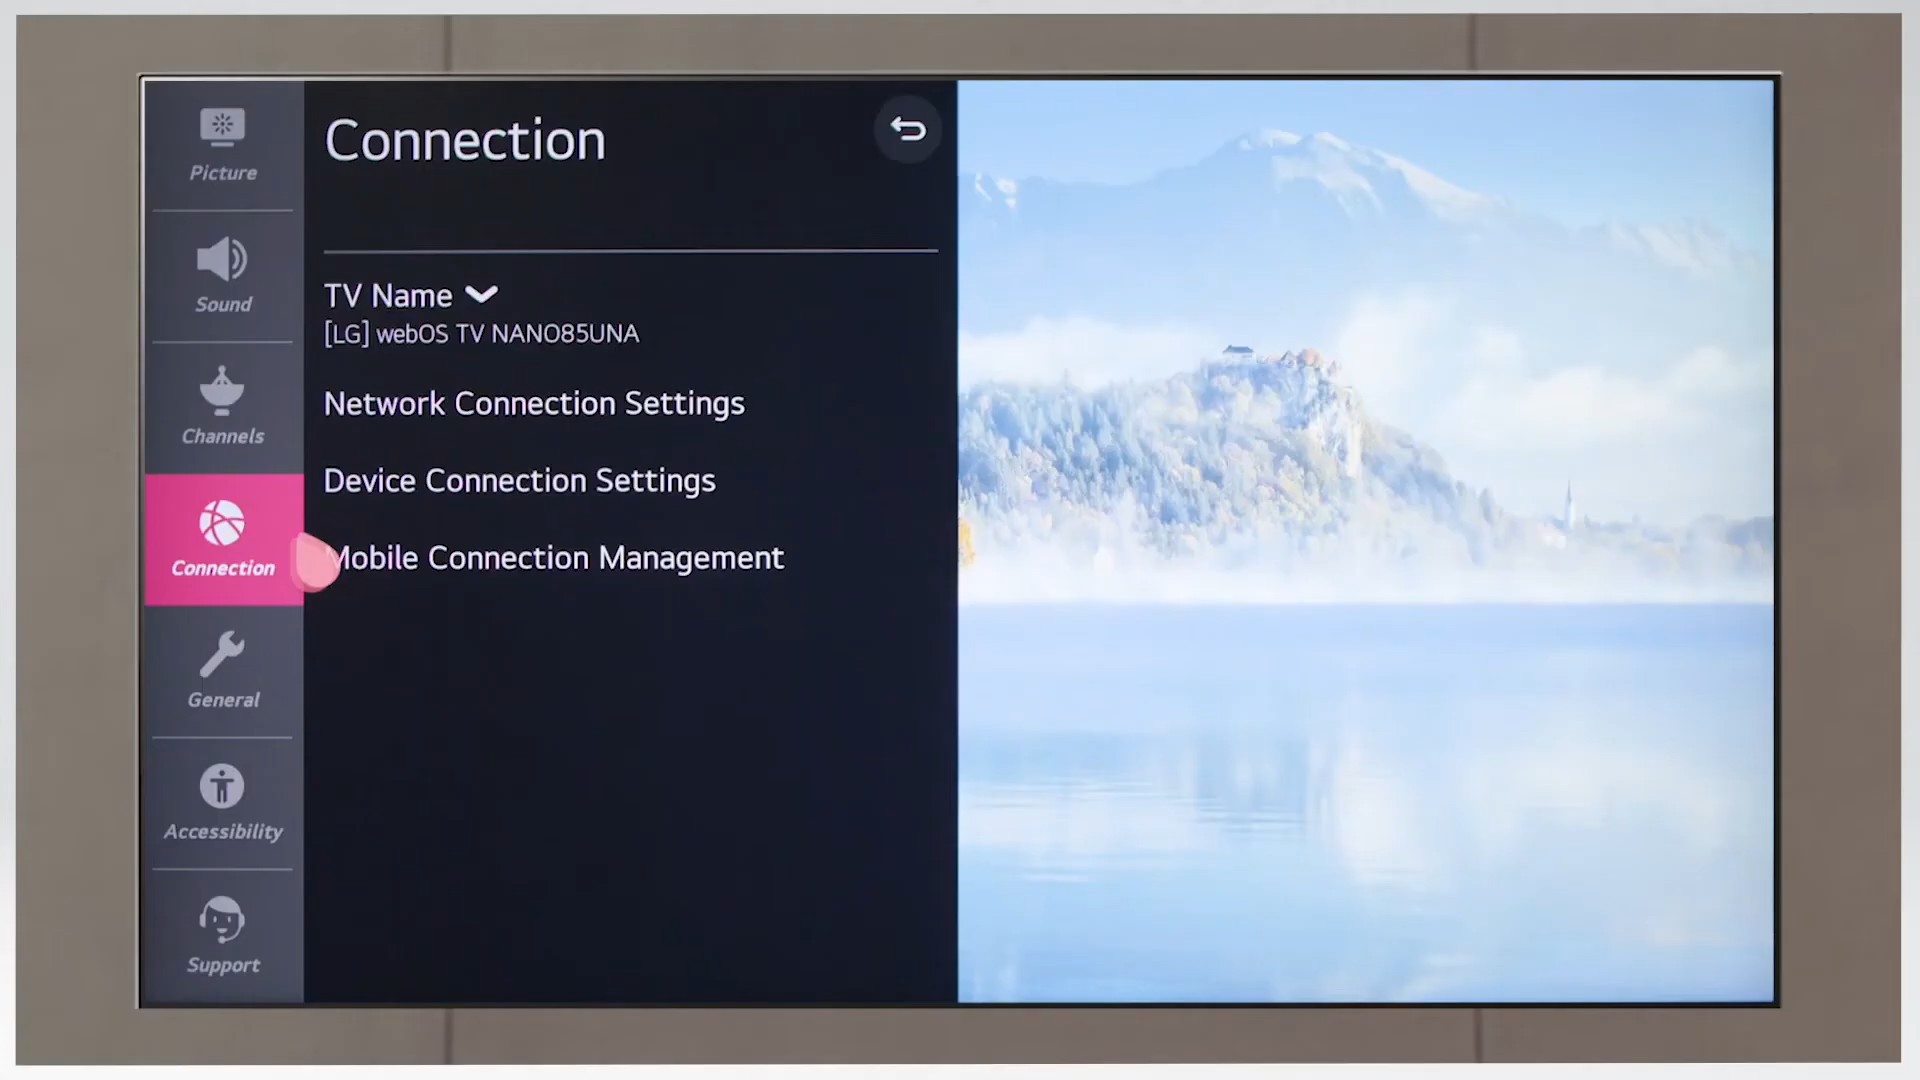 Picture
Sound
Channels
Connection
General
Accessibility
Support
Connection
TV Name
[LG] webOS TV NANO85UNA
Network Connection Settings
Device Connection Settings
Mobile Connection Management